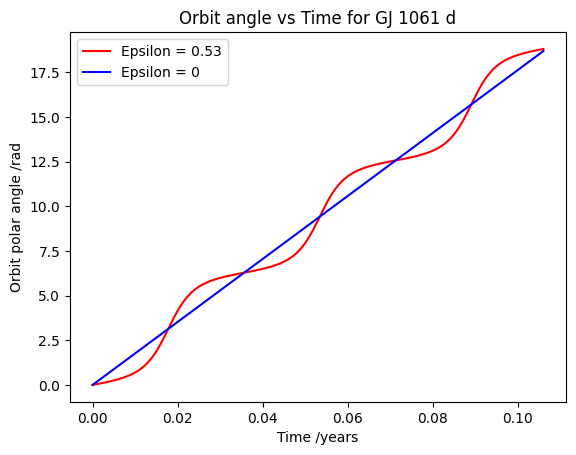 Orbit angle vs Time for GJ 1061 d
Epsilon = 0.53
Epsilon = 0
Orbit polar angle /rad
17.5
15.0
12.5
10.0
7.5
5.0
2.5
0.0
0.00
0.02
0.04
0.06
0.08
0.10
Time /years